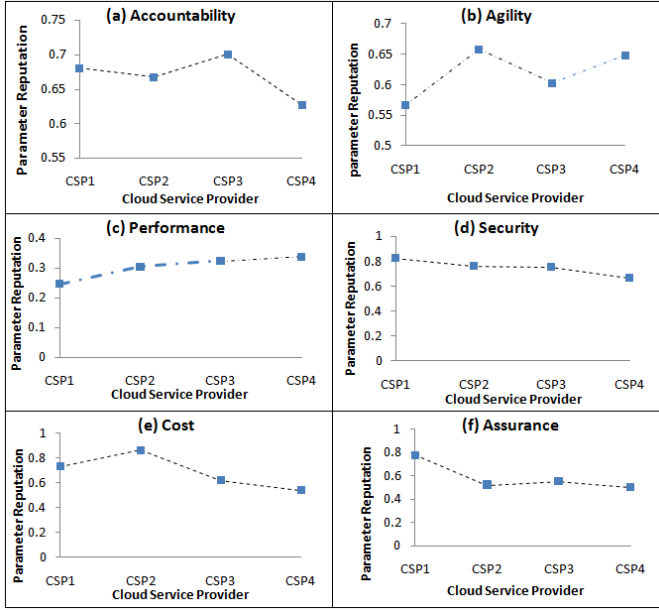 (a) Accountability
Parameter Reputation
0.75
0.7
0.65
0.6
0.55
CSP1 CSP2 CSP3 CSP4
Cloud Service Provider
(b) Agility
parameter Reputation
0.7
0.65
0.6
0.55
0.5
CSP1 CSP2 CSP3 CSP4
Cloud Service Provider
(c) Performance
Parameter Reputation
0.4
0.3
0.2
0.1
0
CSP1 CSP2 CSP3 CSP4
Cloud Service Provider
(d) Security
Parameter Reputation
1
0.8
0.6
0.4
0.2
0
CSP1 CSP2 CSP3 CSP4
Cloud Service Provider
(e) Cost
Parameter Reputation
1
0.8
0.6
0.4
0.2
0
CSP1 CSP2 CSP3 CSP4
Cloud Service Provider
(f) Assurance
Parameter Reputation
1
0.8
0.6
0.4
0.2
0
CSP1 CSP2 CSP3 CSP4
Cloud Service Provider